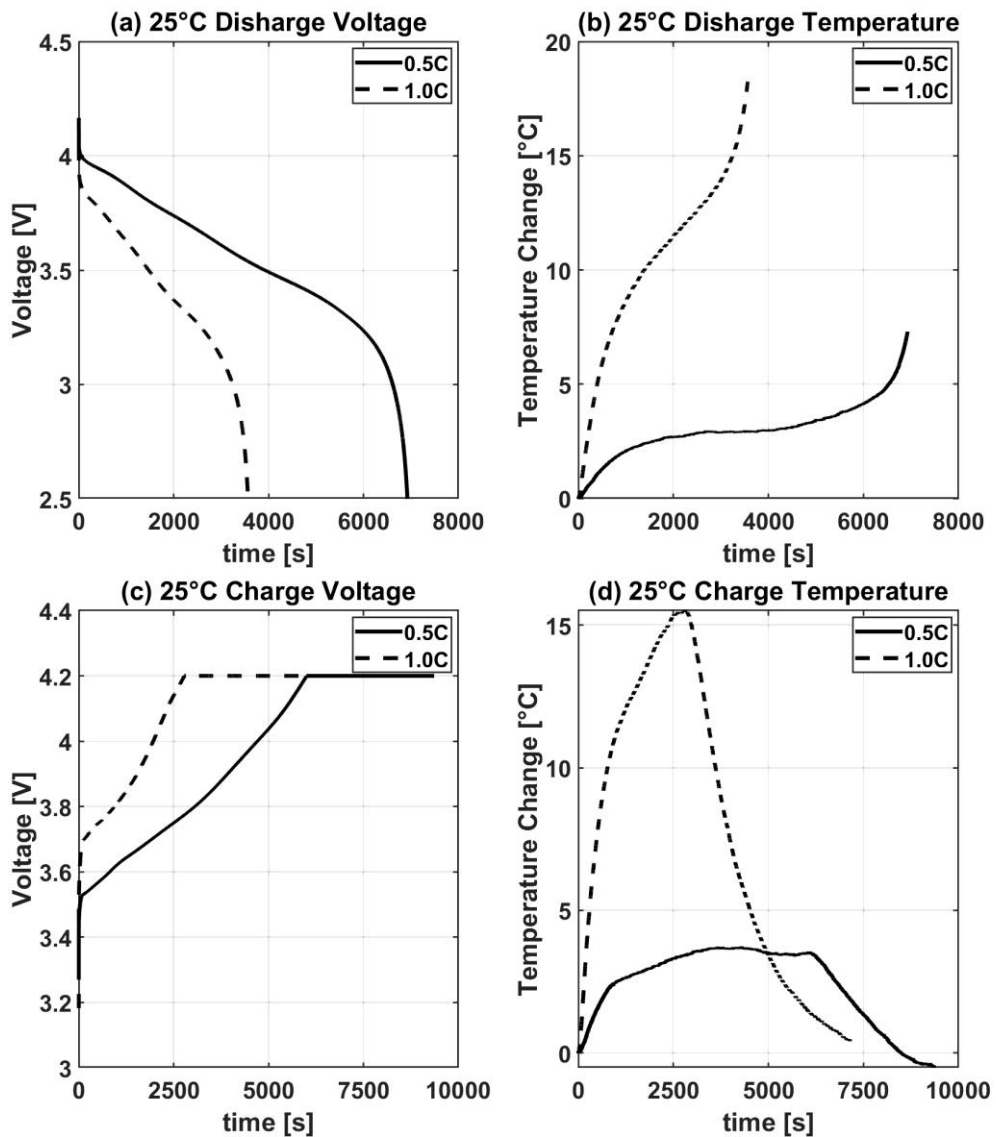 (a) 25°C Disharge Voltage
4.5
4
3.5
3
2.5
Voltage [V]
0 2000 4000 6000 8000
time [s]
0.5C
1.0C
(b) 25°C Disharge Temperature
20
15
10
5
0
Temperature Change [°C]
0 2000 4000 6000 8000
time [s]
0.5C
1.0C
(c) 25°C Charge Voltage
4.4
4.2
4
3.8
3.6
3.4
3.2
3
Voltage [V]
0 2500 5000 7500 10000
time [s]
0.5C
1.0C
(d) 25°C Charge Temperature
15
10
5
0
Temperature Change [°C]
0 2500 5000 7500 10000
time [s]
0.5C
1.0C